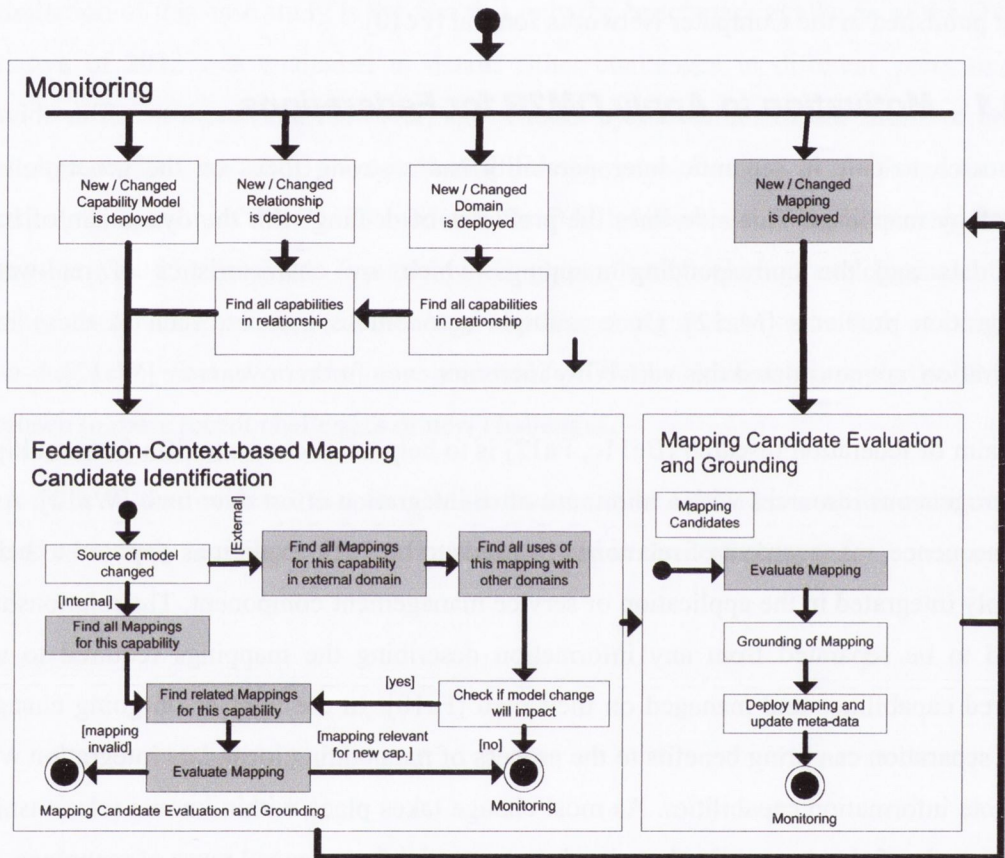 Monitoring
New / Changed
Capability Model
is deployed
New / Changed
Relationship
is deployed
New / Changed
Domain
is deployed
New / Changed
Mapping
is deployed
Find all capabilities
in relationship
Find all capabilities
in relationship
Federation-Context-based Mapping
Candidate Identification
Source of model
changed
[External]
Find all Mappings
for this capability
in external domain
Find all uses of
this mapping with
other domains
[Internal]
Find all Mappings
for this capability
Find related Mappings
for this capability
[yes]
Check if model change
will impact
[mapping
invalid]
[mapping relevant
for new cap.]
[no]
Evaluate Mapping
Mapping Candidate Evaluation and Grounding
Monitoring
Mapping Candidate Evaluation
and Grounding
Mapping
Candidates
Evaluate Mapping
Grounding of Mapping
Deploy Maping and
update meta-data
Monitoring